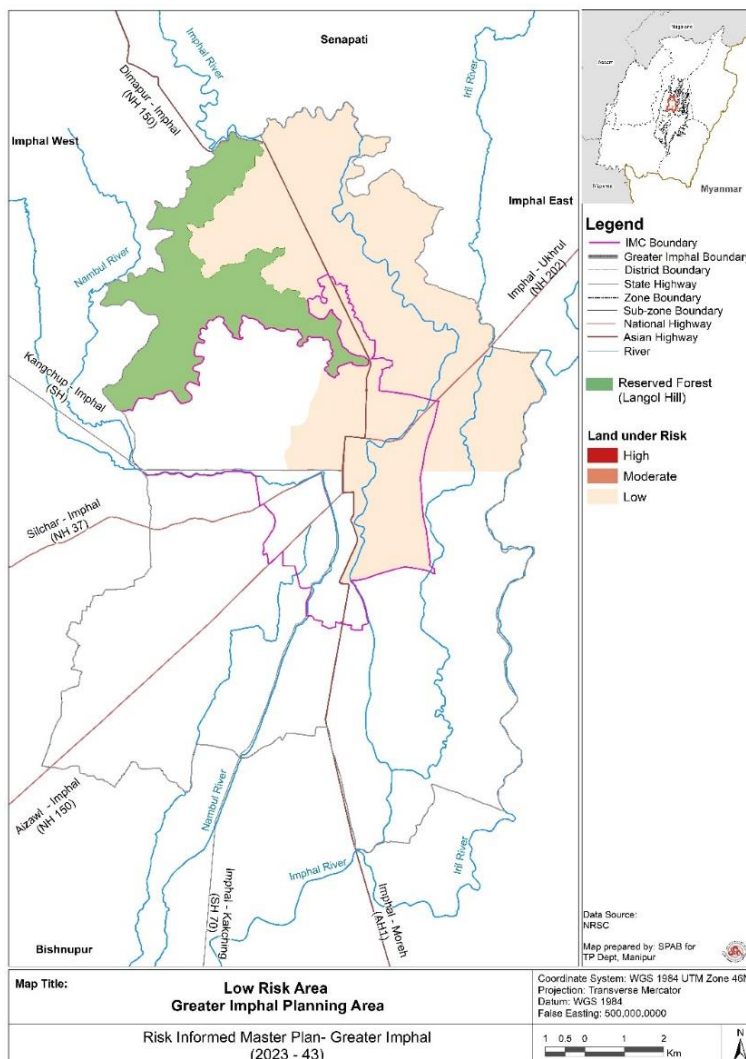 Senapati
Imphal River
Iril River
Dimapur - Imphal
(NH 150)
Imphal West
Imphal East
Nambul River
Imphal - Ukhrul
(NH 202)
Kangchup - Imphal
(SH)
Silchar - Imphal
(NH 37)
Aizawl - Imphal
(NH 150)
Nambul River
Imphal - Kakching
(SH 70)
Imphal River
Imphal - Moreh
(AH1)
Iril River
Bishnupur
Nagaland
Assam
Mizoram
Myanmar
Legend
IMC Boundary
Greater Imphal Boundary
District Boundary
State Highway
Zone Boundary
Sub-zone Boundary
National Highway
Asian Highway
River
Reserved Forest
(Langol Hill)
Land under Risk
High
Moderate
Low
Data Source:
NRSC
Map prepared by: SPAB for
TP Dept, Manipur
Map Title:
Low Risk Area
Greater Imphal Planning Area
Risk Informed Master Plan- Greater Imphal
(2023 - 43)
Coordinate System: WGS 1984 UTM Zone 46N
Projection: Transverse Mercator
Datum: WGS 1984
False Easting: 500,000.0000
1 0.5 0 1 2
Km
N